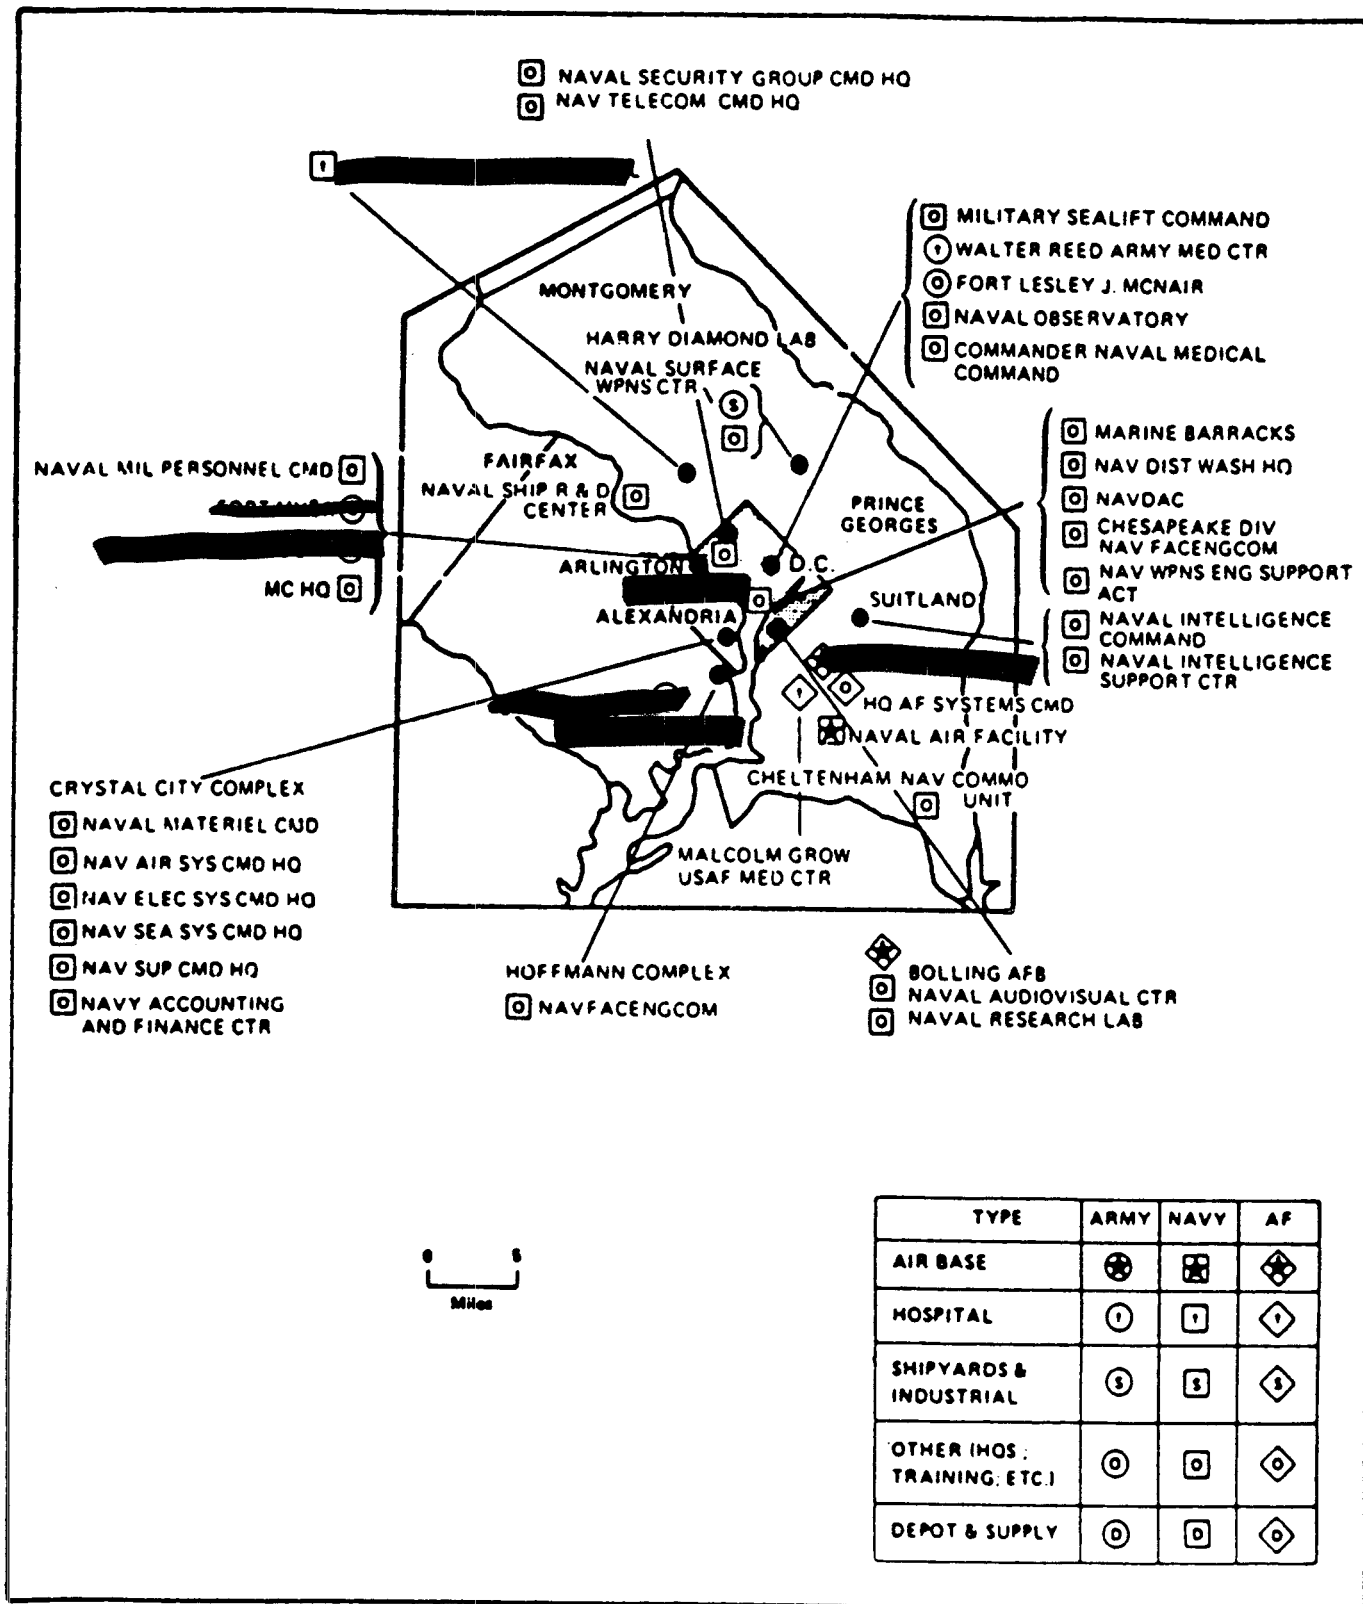 NAVAL SECURITY GROUP CMD HQ
NAV TELECOM CMD HQ
MILITARY SEALIFT COMMAND
WALTER REED ARMY MED CTR
FORT LESLEY J. MCNAIR
NAVAL OBSERVATORY
COMMANDER NAVAL MEDICAL
COMMAND
MONTGOMERY
HARRY DIAMOND LAB
NAVAL SURFACE
WPNS CTR
S
MARINE BARRACKS
NAV DIST WASH HQ
NAVDAC
CHESAPEAKE DIV
NAV FACENGCOM
NAV WPNS ENG SUPPORT
ACT
NAVAL MIL PERSONNEL CMD
MC HQ
FAIRFAX
NAVAL SHIP R & D
CENTER
PRINCE
GEORGES
ARLINGTON
D.C.
ALEXANDRIA
SUITLAND
NAVAL INTELLIGENCE
COMMAND
NAVAL INTELLIGENCE
SUPPORT CTR
HQ AF SYSTEMS CMD
NAVAL AIR FACILITY
CHELTENHAM NAV COMMO
UNIT
MALCOLM GROW
USAF MED CTR
CRYSTAL CITY COMPLEX
NAVAL MATERIEL CMD
NAV AIR SYS CMD HQ
NAV ELEC SYS CMD HQ
NAV SEA SYS CMD HQ
NAV SUP CMD HQ
NAVY ACCOUNTING
AND FINANCE CTR
HOFFMANN COMPLEX
NAVFACENGCOM
BOLLING AFB
NAVAL AUDIOVISUAL CTR
NAVAL RESEARCH LAB
0 5
Miles
TYPE ARMY NAVY AF
AIR BASE
HOSPITAL
SHIPYARDS &
INDUSTRIAL S S S
OTHER (HQS;
TRAINING; ETC.) O O O
DEPOT & SUPPLY D D D